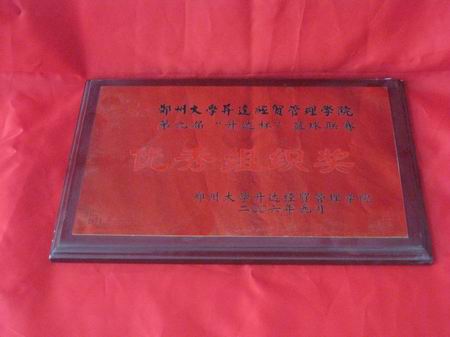 郑州大学升达经贸管理学院
第九届“升达杯”篮球联赛
优秀组织奖
郑州大学升达经贸管理学院
二〇〇六年九月